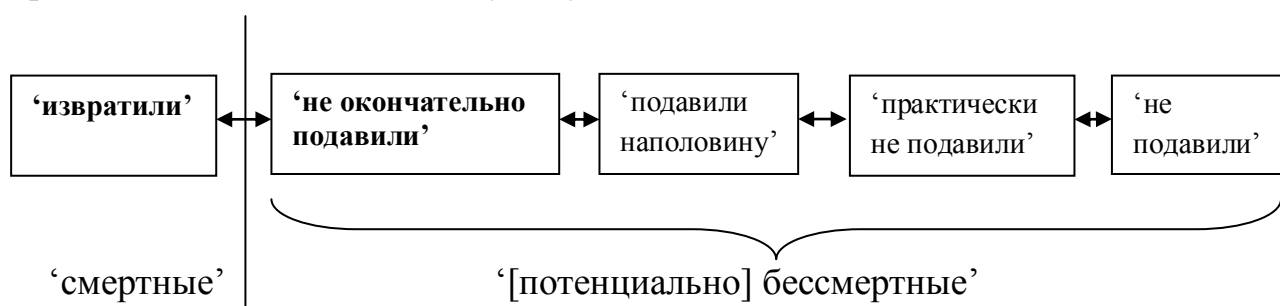 ‘извратили’
‘не окончательно
подавили’
‘подавили
наполовину’
‘практически
не подавили’
‘не
подавили’
‘смертные’
‘[потенциально] бессмертные’